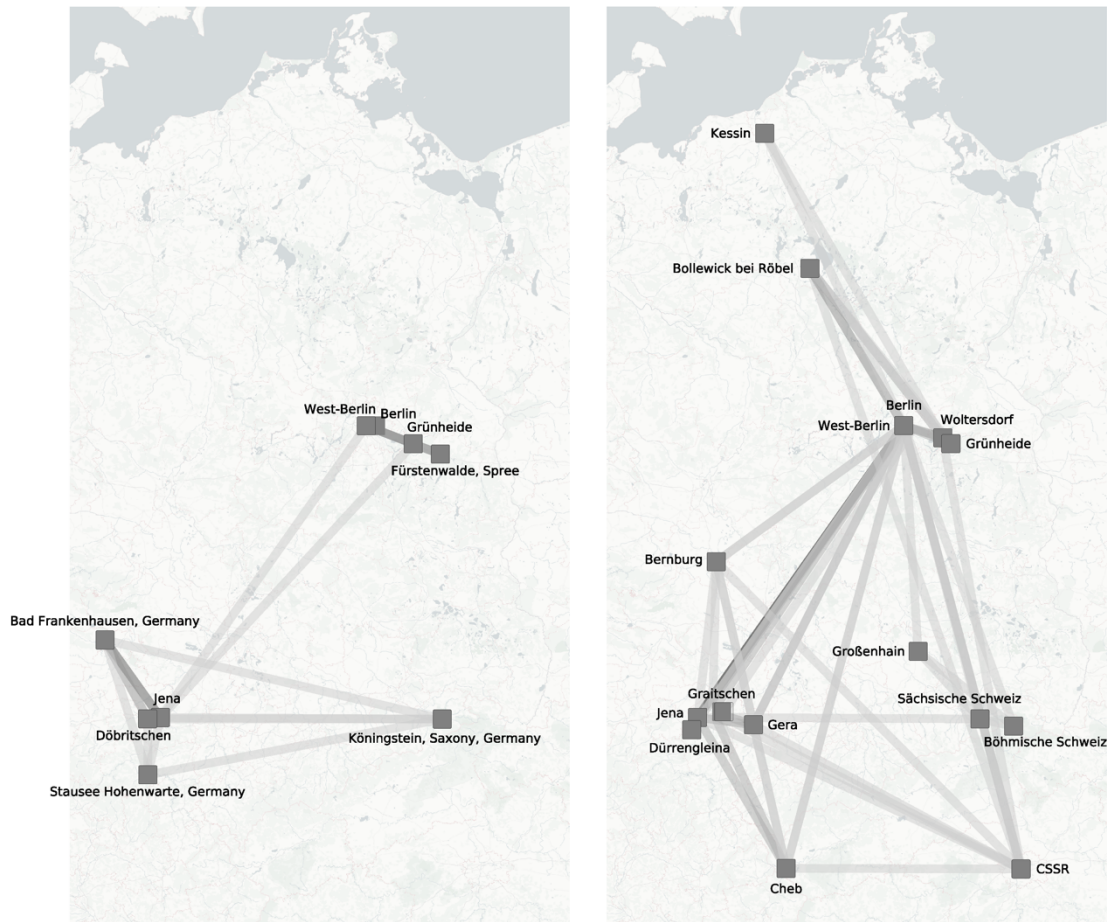 West-Berlin
Berlin
Grünheide
Fürstenwalde, Spree
Bad Frankenhausen, Germany
Jena
Döbritschen
Köningstein, Saxony, Germany
Stausee Hohenwarte, Germany
Kessin
Bollewick bei Röbel
Berlin
West-Berlin
Woltersdorf
Grünheide
Bernburg
Großenhain
Graitschen
Sächsische Schweiz
Jena
Gera
Dürrengleina
Böhmische Schweiz
Cheb
CSSR